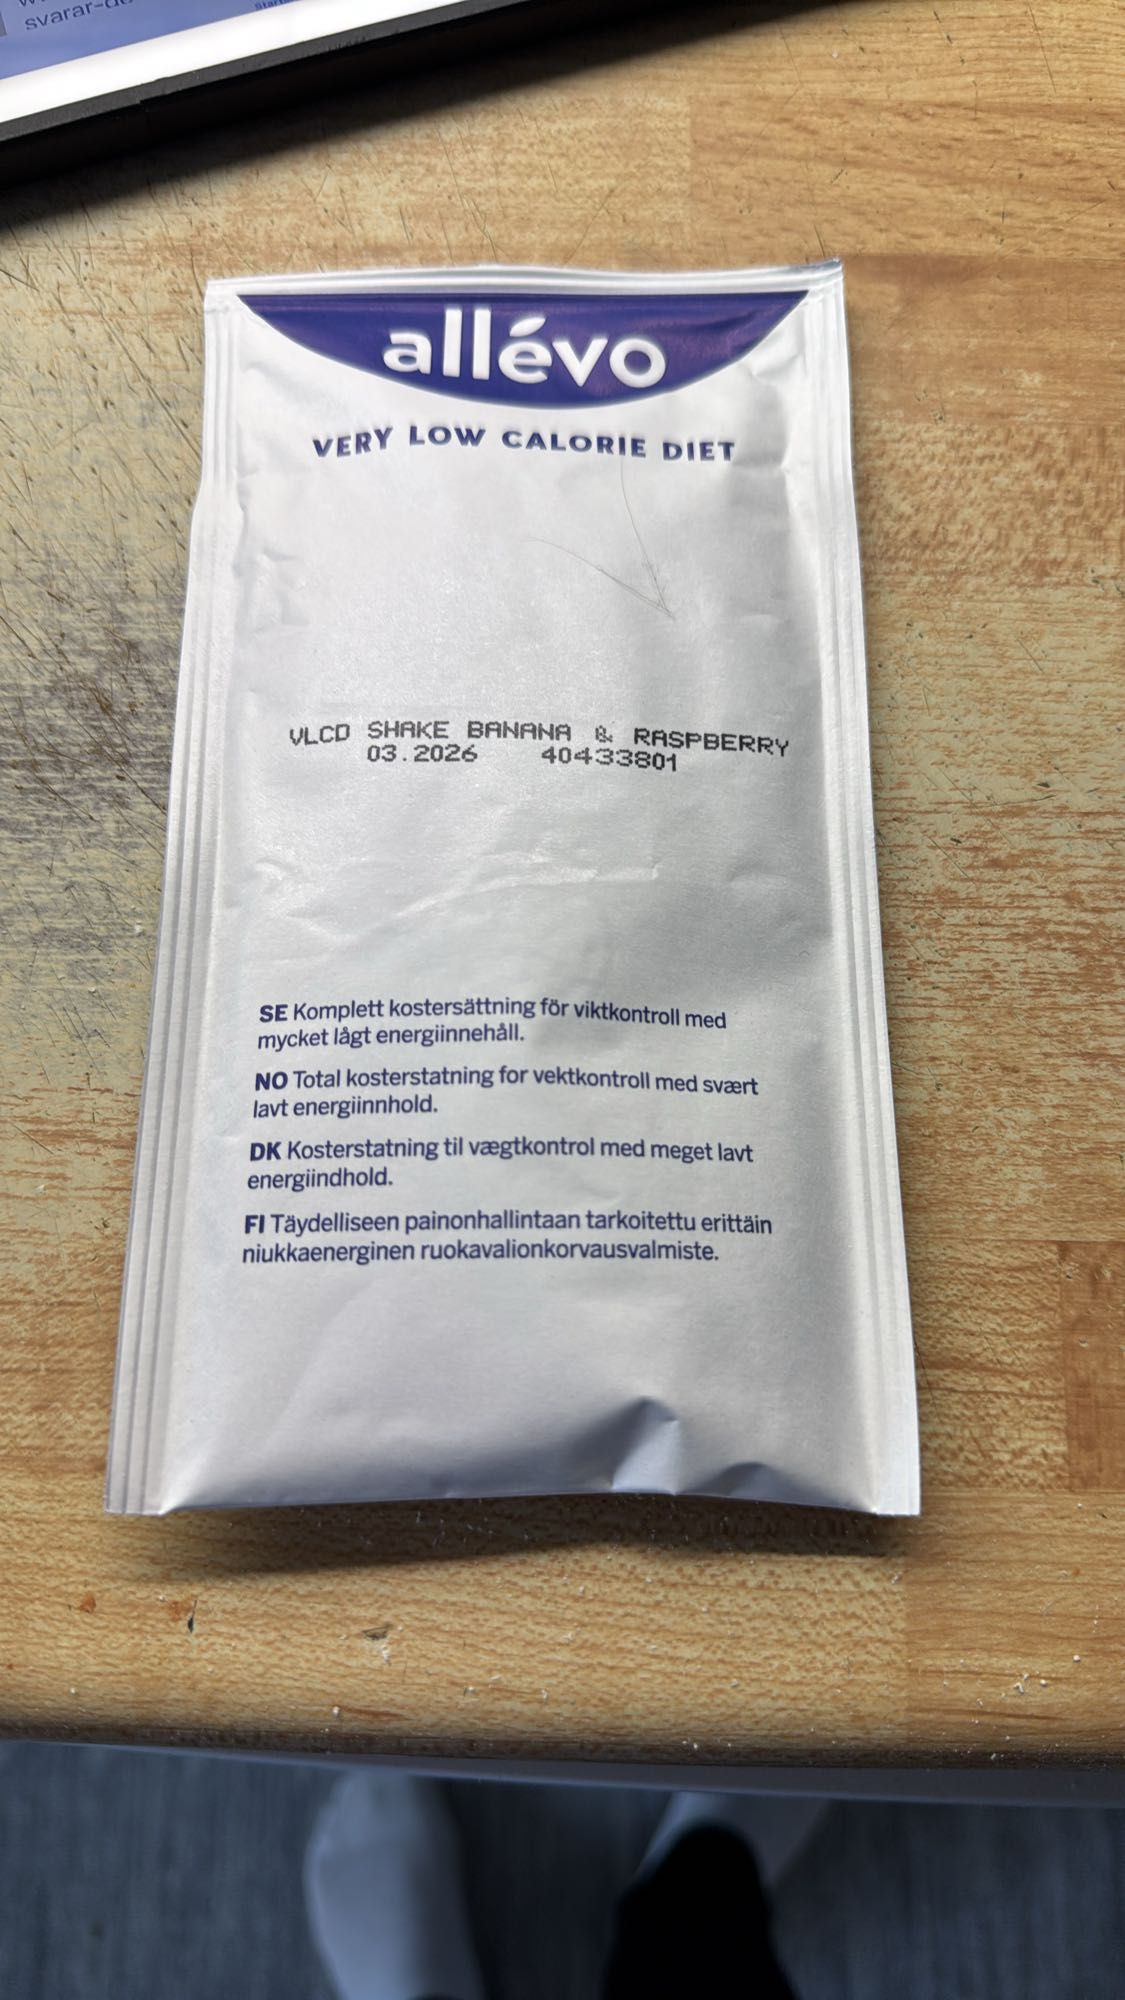 svarar-de
allévo
VERY LOW CALORIE DIET
VLCD SHAKE BANANA & RASPBERRY
03.2026 40433801
SE Komplett kostersättning för viktkontroll med
mycket lågt energiinnehåll.
NO Total kosterstatning for vektkontroll med svært
lavt energiinnhold.
DK Kosterstatning til vægtkontrol med meget lavt
energiindhold.
FI Täydelliseen painonhallintaan tarkoitettu erittäin
niukkaenerginen ruokavalionkorvausvalmiste.